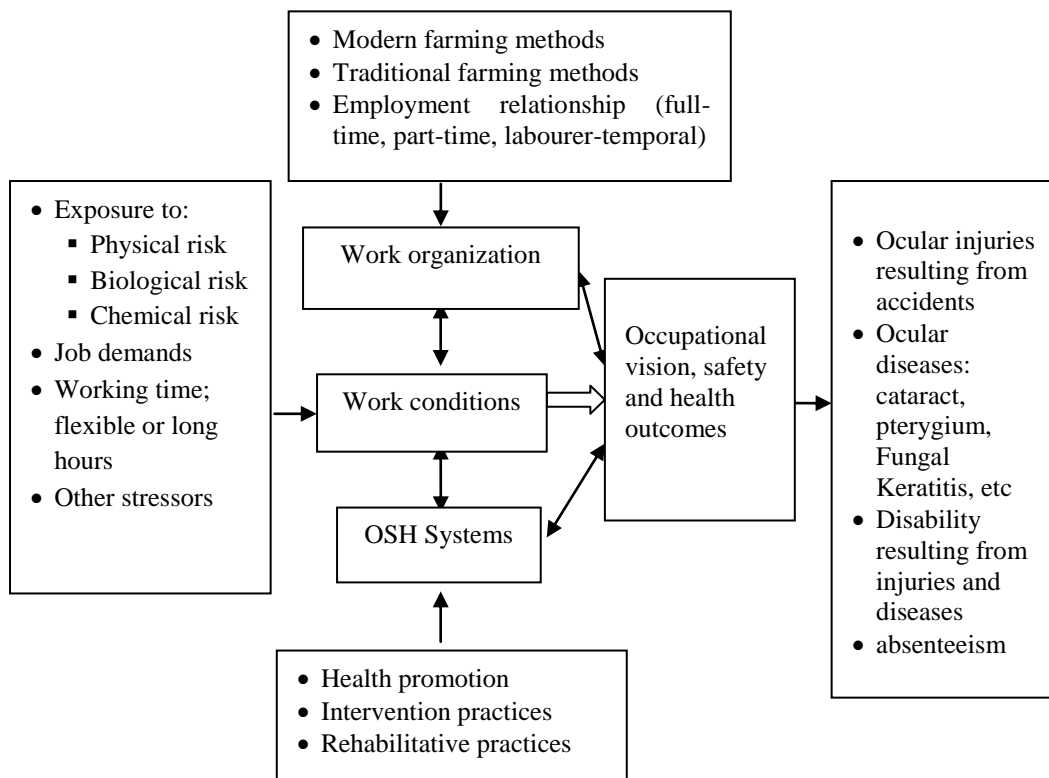 • Modern farming methods
• Traditional farming methods
• Employment relationship (full-
time, part-time, labourer-temporal)
• Exposure to:
▪ Physical risk
▪ Biological risk
▪ Chemical risk
• Job demands
• Working time;
flexible or long
hours
• Other stressors
Work organization
Work conditions
OSH Systems
Occupational
vision, safety
and health
outcomes
• Ocular injuries
resulting from
accidents
• Ocular
diseases:
cataract,
pterygium,
Fungal
Keratitis, etc
• Disability
resulting from
injuries and
diseases
• absenteeism
• Health promotion
• Intervention practices
• Rehabilitative practices